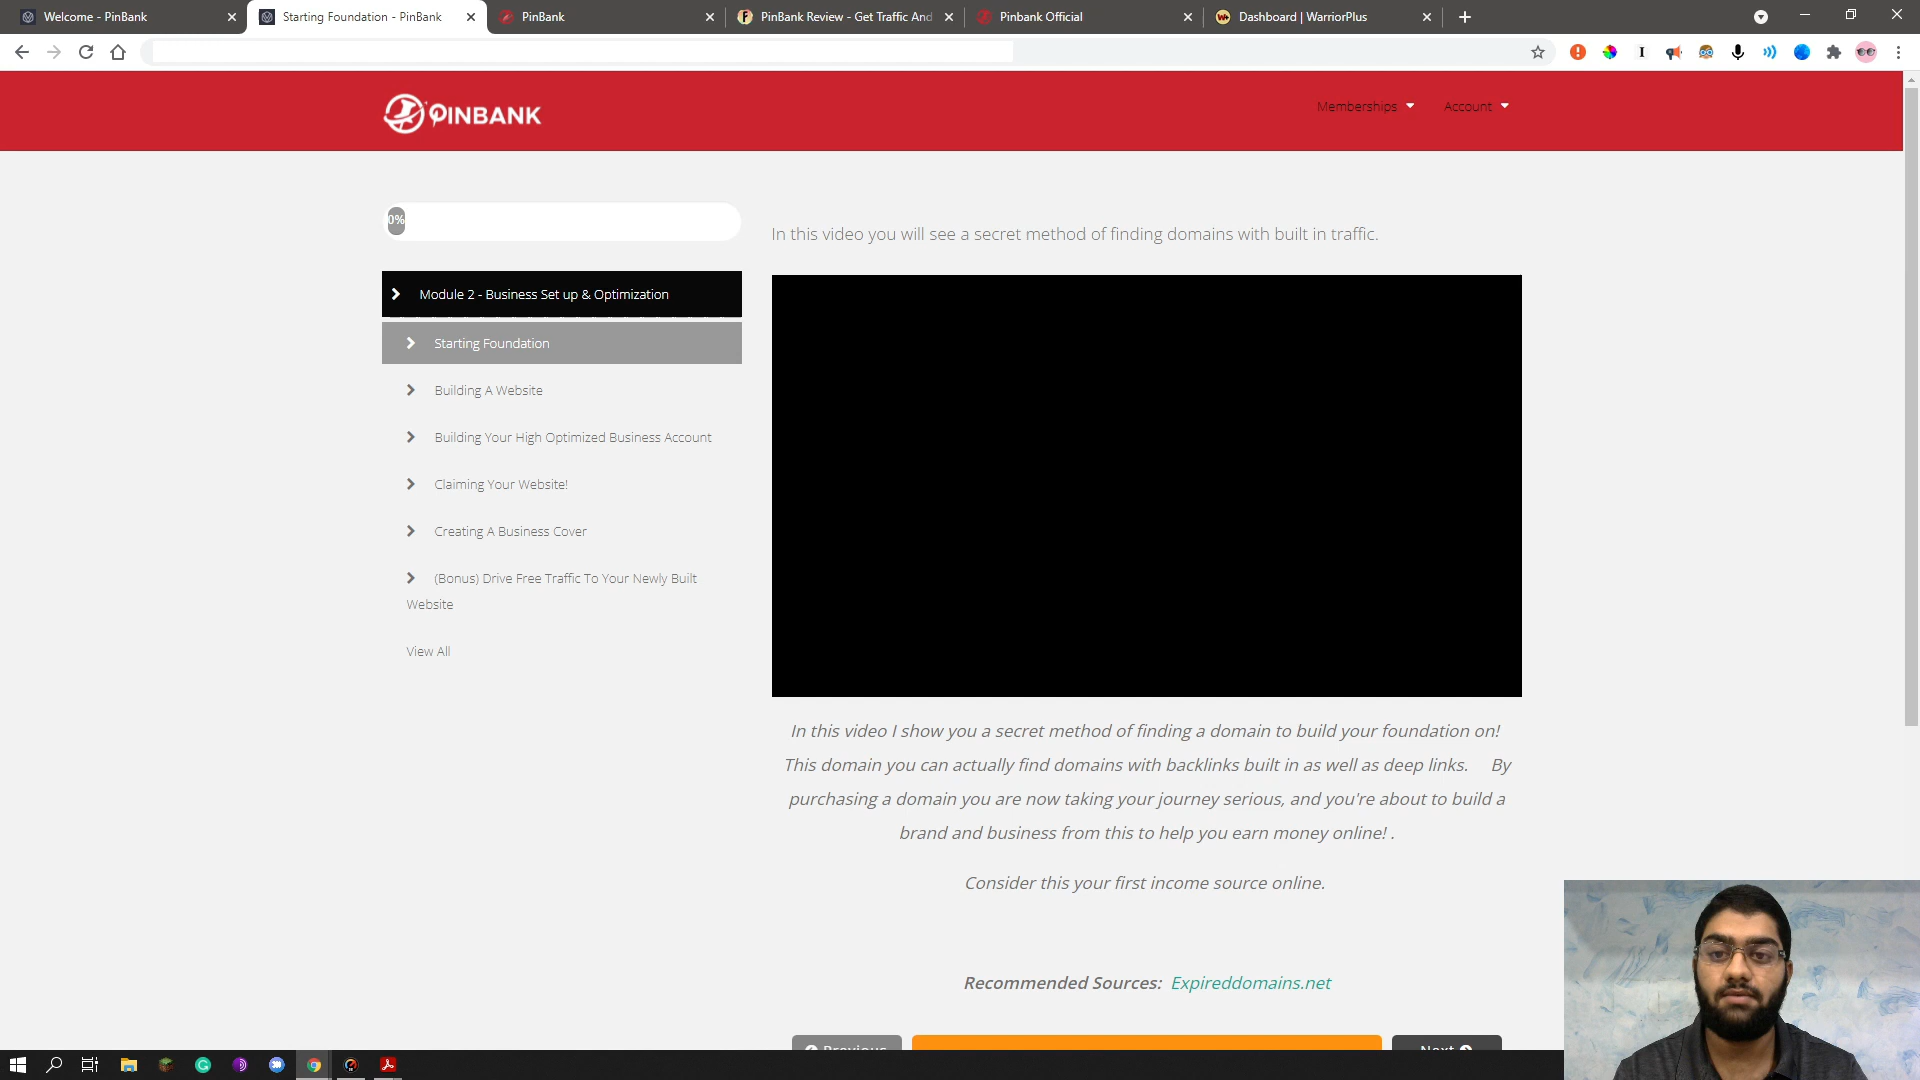 Welcome - PinBank
Starting Foundation - PinBank
PinBank
PinBank Review - Get Traffic And
Pinbank Official
Dashboard | WarriorPlus
PINBANK
Memberships
Account
0%
In this video you will see a secret method of finding domains with built in traffic.
Module 2 - Business Set up & Optimization
Starting Foundation
Building A Website
Building Your High Optimized Business Account
Claiming Your Website!
Creating A Business Cover
(Bonus) Drive Free Traffic To Your Newly Built
Website
View All
In this video I show you a secret method of finding a domain to build your foundation on!
This domain you can actually find domains with backlinks built in as well as deep links. By
purchasing a domain you are now taking your journey serious, and you're about to build a
brand and business from this to help you earn money online! .
Consider this your first income source online.
Recommended Sources: Expireddomains.net
Previous
Next